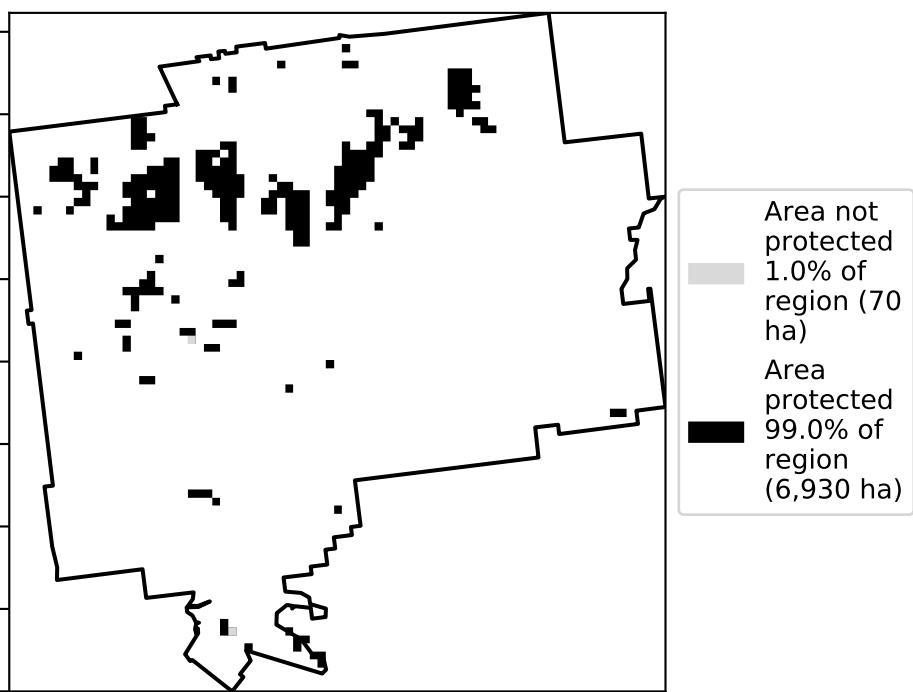 Area not
protected
1.0% of
region (70
ha)
Area
protected
99.0% of
region
(6,930 ha)